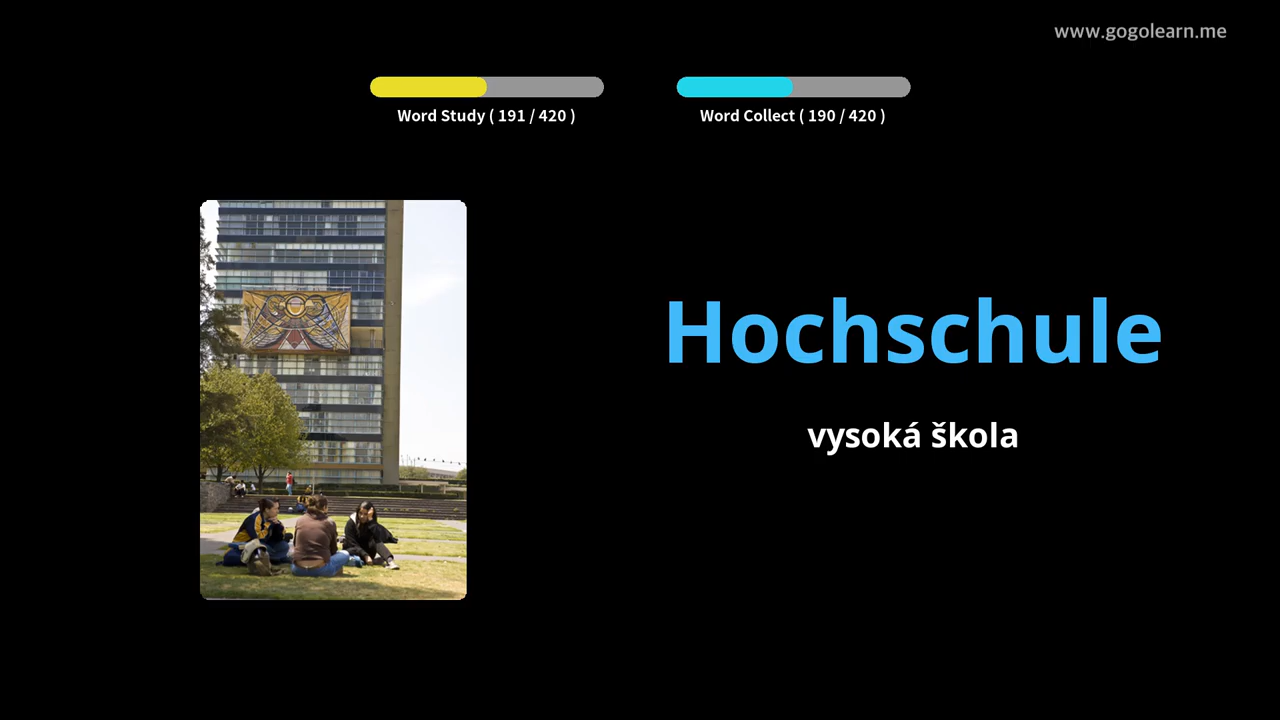 www.gogolearn.me
Word Study ( 191 / 420 )
Word Collect ( 190 / 420 )
Hochschule
vysoká škola